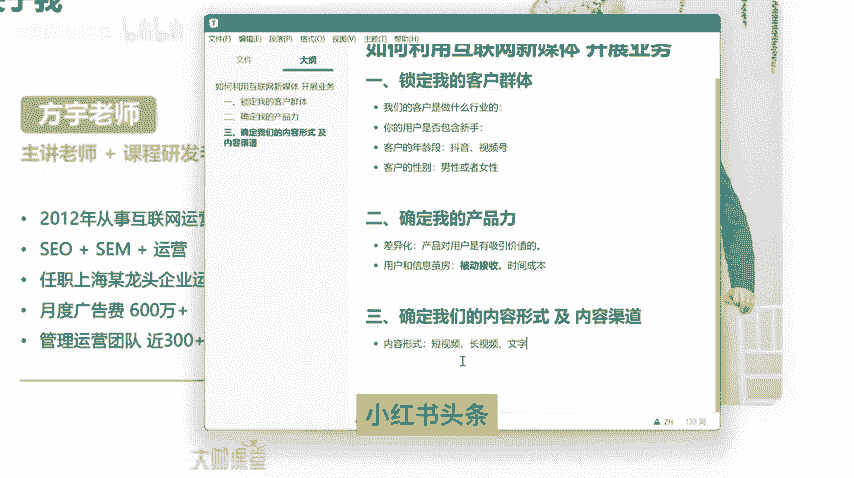 文件(F) 编辑(E) 段落(P) 格式(O) 视图(V) 主题(T) 帮助(H)
文件
大纲
如何利用互联网新媒体 开展业务
一、锁定我的客户群体
二、确定我的产品力
三、确定我们的内容形式 及
内容渠道
如何利用互联网新媒体 开展业务
一、锁定我的客户群体
我们的客户是做什么行业的：
你的用户是否包含新手：
客户的年龄段：抖音、视频号
客户的性别：男性或者女性
二、确定我的产品力
差异化：产品对用户是有吸引价值的。
用户和信息茧房：被动接收，时间成本
三、确定我们的内容形式 及 内容渠道
内容形式：短视频、长视频、文字
ZH
小红书头条
方宇老师
主讲老师 + 课程研发
2012年从事互联网运营
SEO + SEM + 运营
任职上海某龙头企业运
月度广告费 600万+
管理运营团队 近300+
bilibili